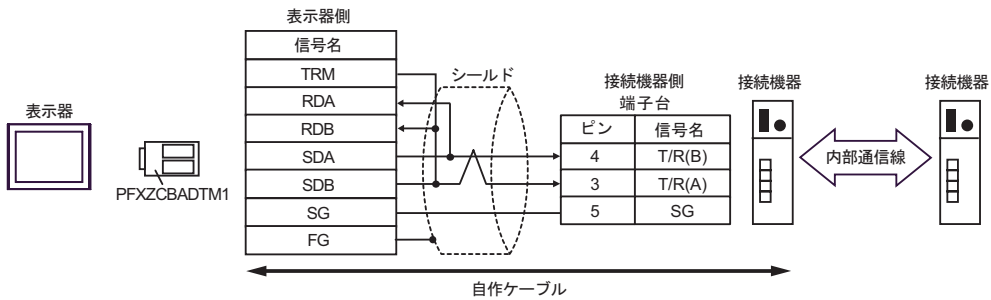 表示器
PFXZCBADTM1
表示器側
信号名
TRM
RDA
RDB
SDA
SDB
SG
FG
シールド
接続機器側
端子台
ピン 信号名
4 T/R(B)
3 T/R(A)
5 SG
接続機器
内部通信線
接続機器
自作ケーブル